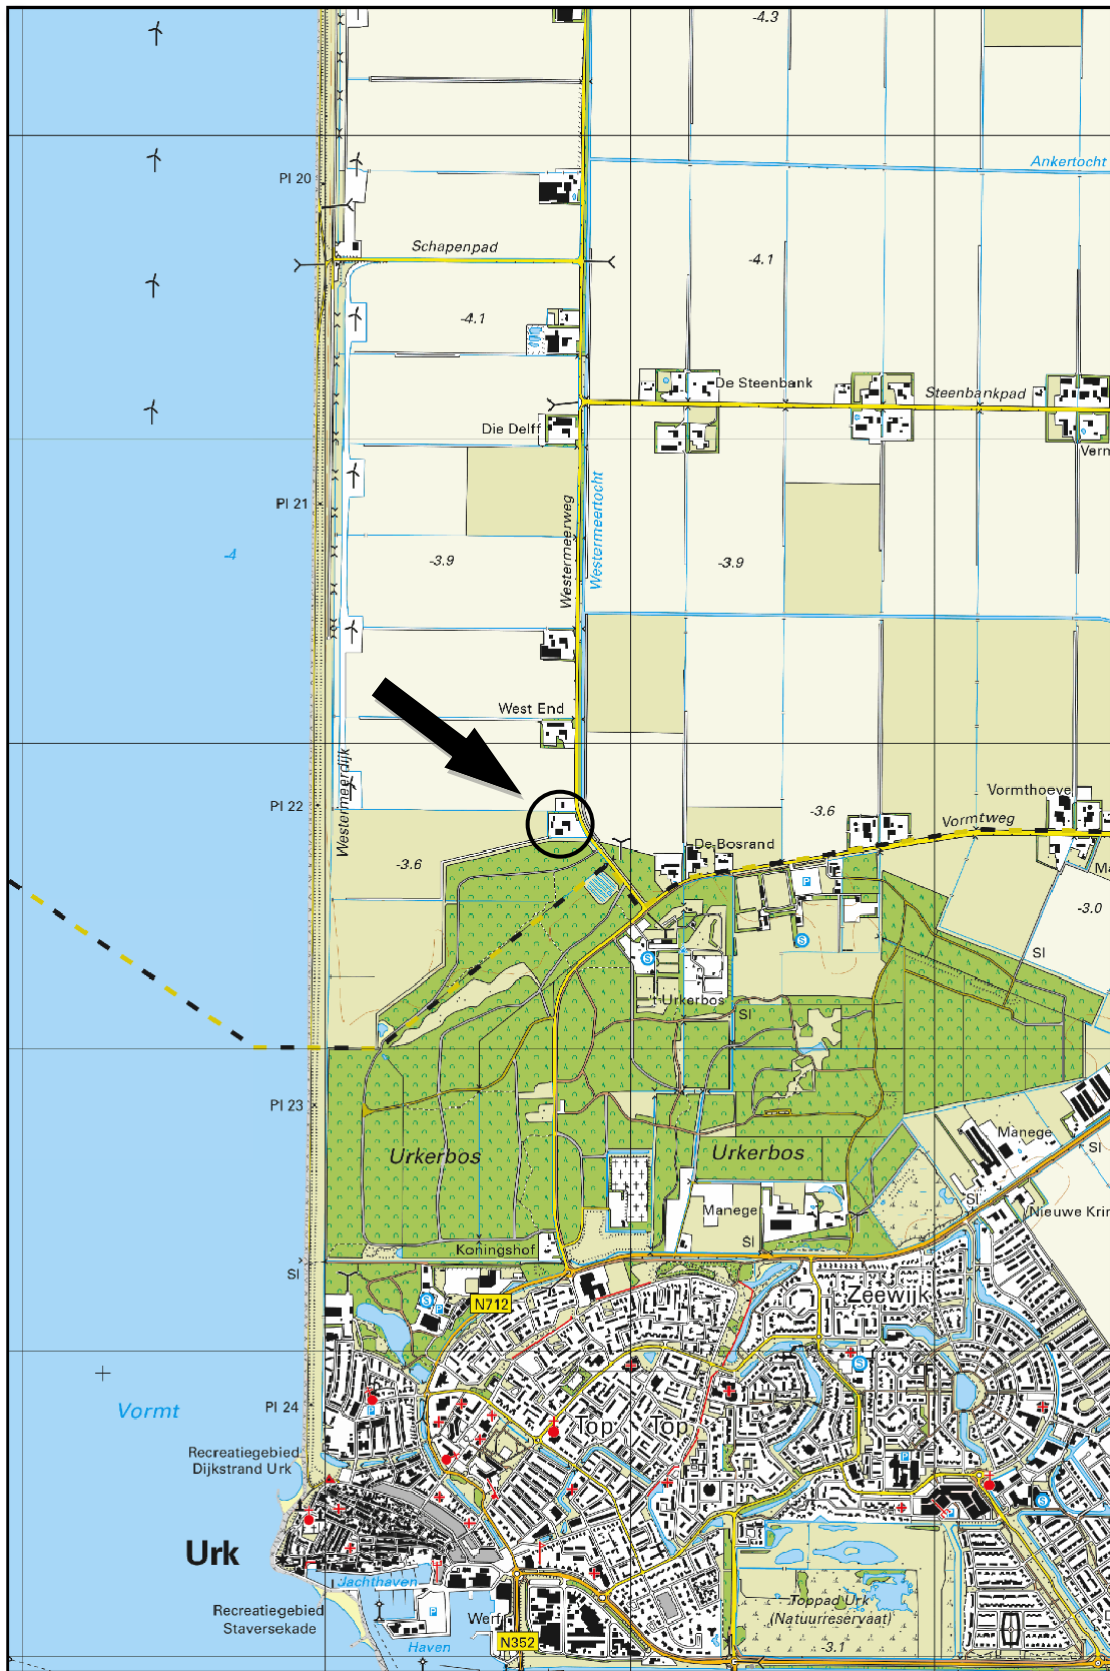 -4.3
Ankertocht
Pl 20
Schapenpad
-4.1
-4.1
De Steenbank
Steenbankpad
Die Delff
Vern
Westermeerweg
Westermeertocht
Pl 21
-4
-3.9
-3.9
West End
Westermeerdijk
Pl 22
Vormthoeve
-3.6
Vormtweg
De Bosrand
-3.6
P
Ma
-3.0
S
Sl
S
't Urkerbos
Sl
Pl 23
Manege
Sl
Urkerbos
Urkerbos
Sl
Manege
Nieuwe Krin
Koningshof
Sl
Sl
S
P
N712
Zeewijk
S
Vormt
Pl 24
P
Top
Top
Recreatiegebied
Dijkstrand Urk
P
S
Urk
Jachthaven
Toppad Urk
(Natuurreservaat)
Recreatiegebied
Staversekade
P
Werf
Haven
N352
-3.1
L